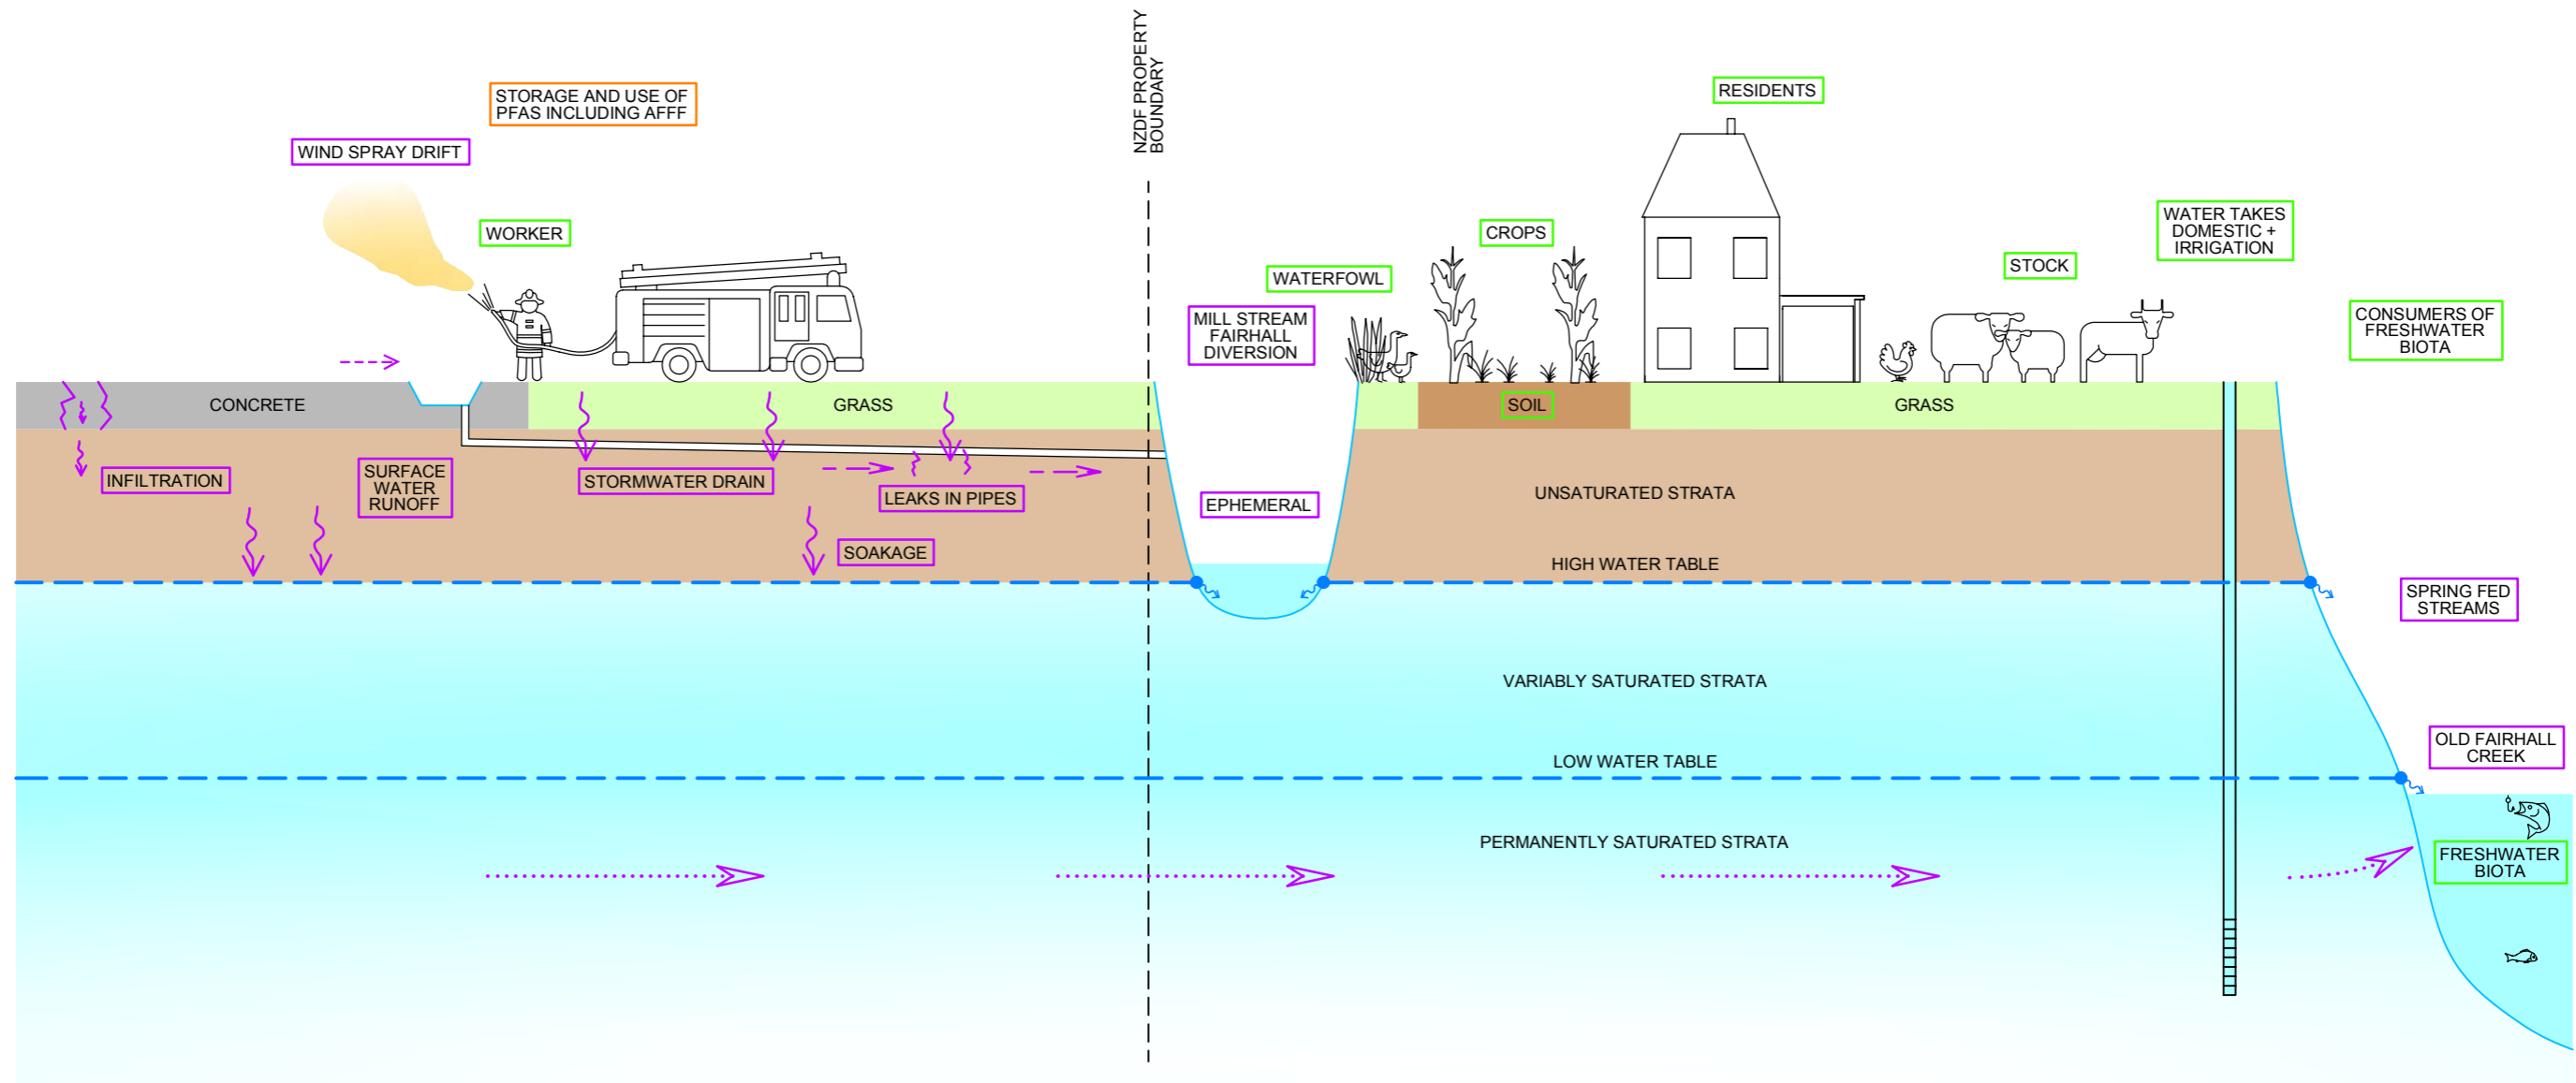 NZDF PROPERTY
BOUNDARY
STORAGE AND USE OF
PFAS INCLUDING AFFF
WIND SPRAY DRIFT
WORKER
RESIDENTS
CROPS
WATERFOWL
MILL STREAM
FAIRHALL
DIVERSION
STOCK
WATER TAKES
DOMESTIC +
IRRIGATION
CONSUMERS OF
FRESHWATER
BIOTA
CONCRETE
GRASS
SOIL
GRASS
INFILTRATION
SURFACE
WATER
RUNOFF
STORMWATER DRAIN
LEAKS IN PIPES
SOAKAGE
EPHEMERAL
UNSATURATED STRATA
HIGH WATER TABLE
SPRING FED
STREAMS
VARIABLY SATURATED STRATA
LOW WATER TABLE
OLD FAIRHALL
CREEK
PERMANENTLY SATURATED STRATA
FRESHWATER
BIOTA